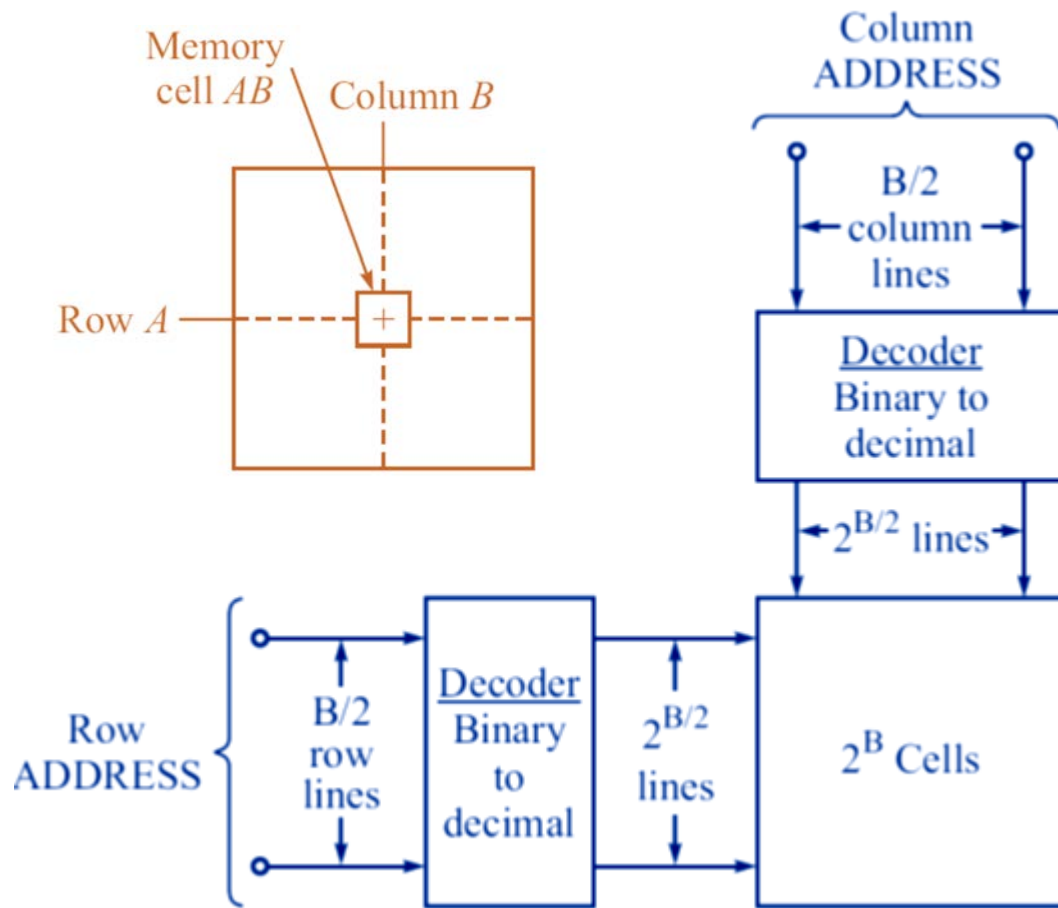 Memory
cell AB
Column B
Row A
+
Column
ADDRESS
B/2
column
lines
Decoder
Binary to
decimal
2^{B/2} lines
Row
ADDRESS
B/2
row
lines
Decoder
Binary
to
decimal
2^{B/2}
lines
2^B Cells